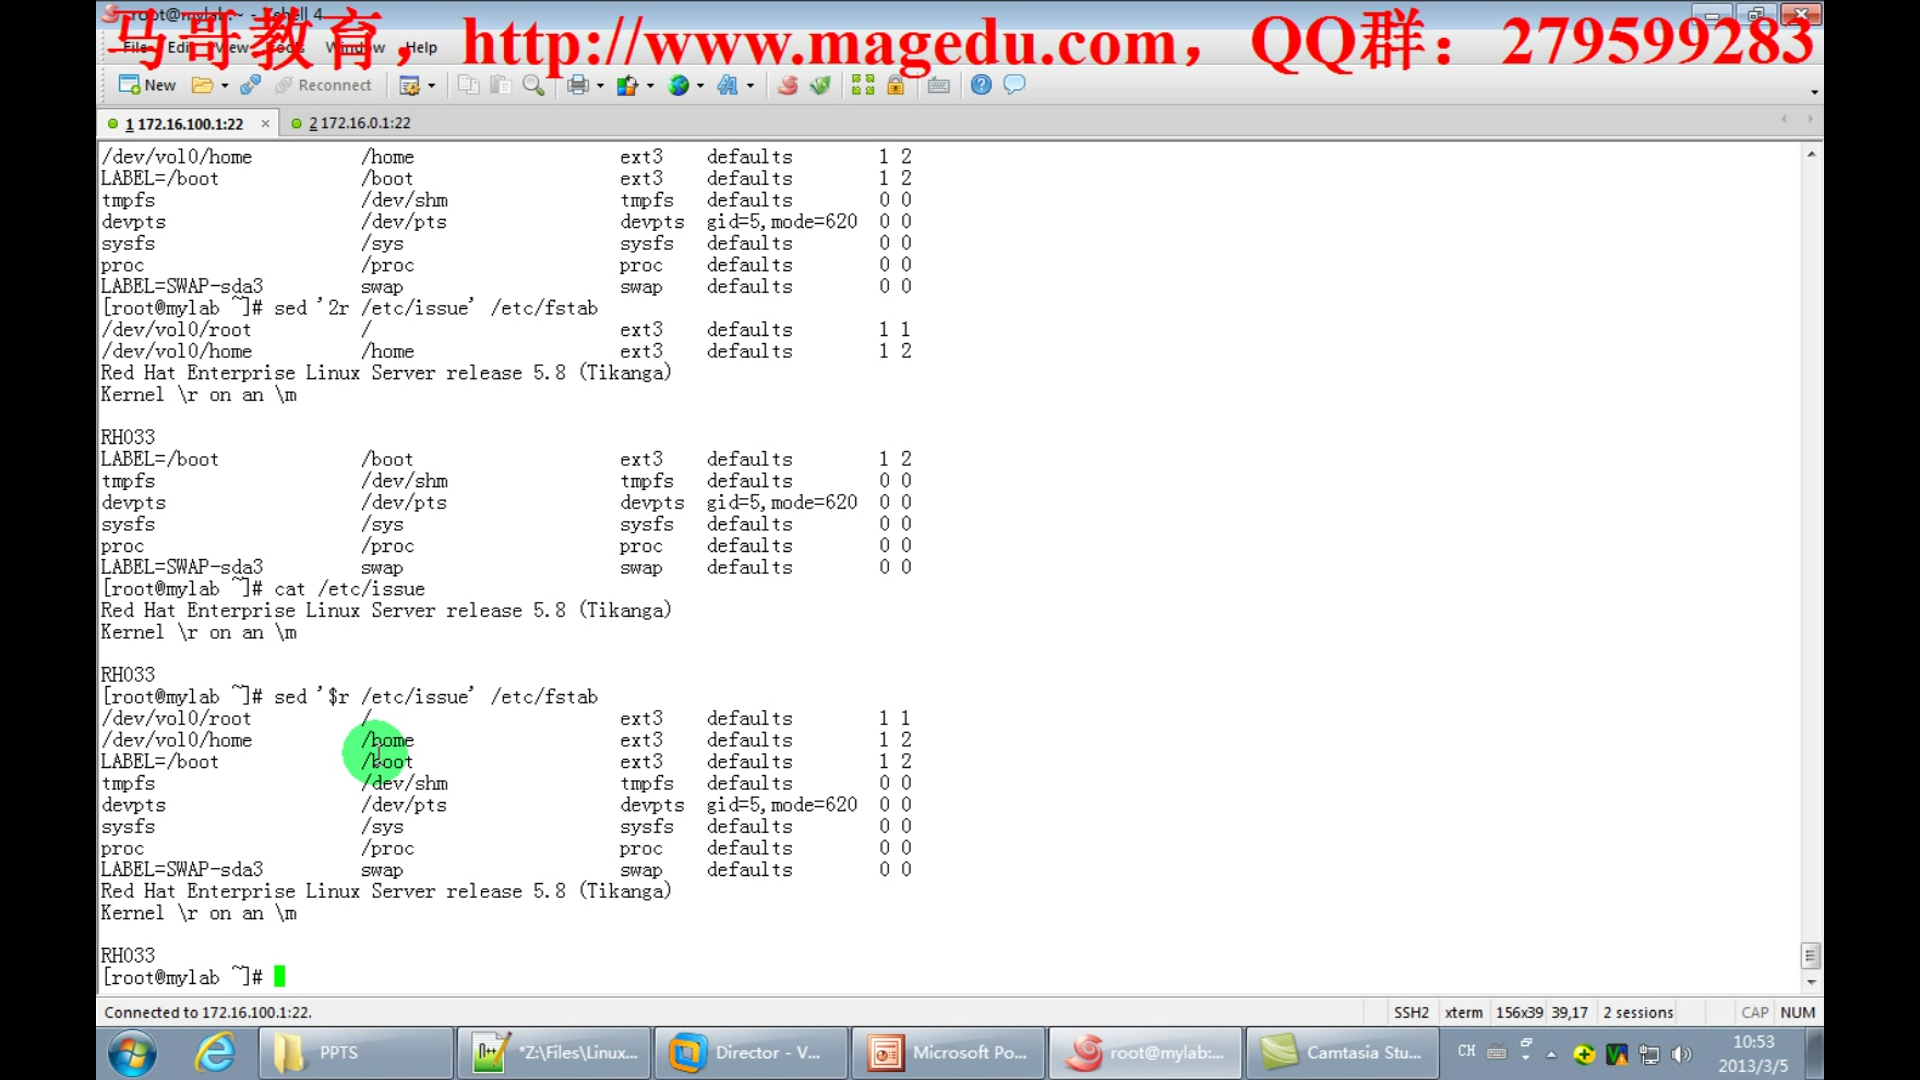 root@mylab:~ - Xshell 4
马哥教育，http://www.magedu.com，QQ群：279599283
File Edit View Tools Window Help
New Reconnect
1 172.16.100.1:22 2 172.16.0.1:22
/dev/vol0/home /home ext3 defaults 1 2
LABEL=/boot /boot ext3 defaults 1 2
tmpfs /dev/shm tmpfs defaults 0 0
devpts /dev/pts devpts gid=5,mode=620 0 0
sysfs /sys sysfs defaults 0 0
proc /proc proc defaults 0 0
LABEL=SWAP-sda3 swap swap defaults 0 0
[root@mylab ~]# sed '2r /etc/issue' /etc/fstab
/dev/vol0/root / ext3 defaults 1 1
/dev/vol0/home /home ext3 defaults 1 2
Red Hat Enterprise Linux Server release 5.8 (Tikanga)
Kernel \r on an \m
RH033
LABEL=/boot /boot ext3 defaults 1 2
tmpfs /dev/shm tmpfs defaults 0 0
devpts /dev/pts devpts gid=5,mode=620 0 0
sysfs /sys sysfs defaults 0 0
proc /proc proc defaults 0 0
LABEL=SWAP-sda3 swap swap defaults 0 0
[root@mylab ~]# cat /etc/issue
Red Hat Enterprise Linux Server release 5.8 (Tikanga)
Kernel \r on an \m
RH033
[root@mylab ~]# sed '$r /etc/issue' /etc/fstab
/dev/vol0/root / ext3 defaults 1 1
/dev/vol0/home /home ext3 defaults 1 2
LABEL=/boot /boot ext3 defaults 1 2
tmpfs /dev/shm tmpfs defaults 0 0
devpts /dev/pts devpts gid=5,mode=620 0 0
sysfs /sys sysfs defaults 0 0
proc /proc proc defaults 0 0
LABEL=SWAP-sda3 swap swap defaults 0 0
Red Hat Enterprise Linux Server release 5.8 (Tikanga)
Kernel \r on an \m
RH033
[root@mylab ~]#
Connected to 172.16.100.1:22. SSH2 xterm 156x39 39,17 2 sessions CAP NUM
PPTS *Z:\Files\Linux... Director - V... Microsoft Po... root@mylab:... Camtasia Stu... CH 10:53
2013/3/5